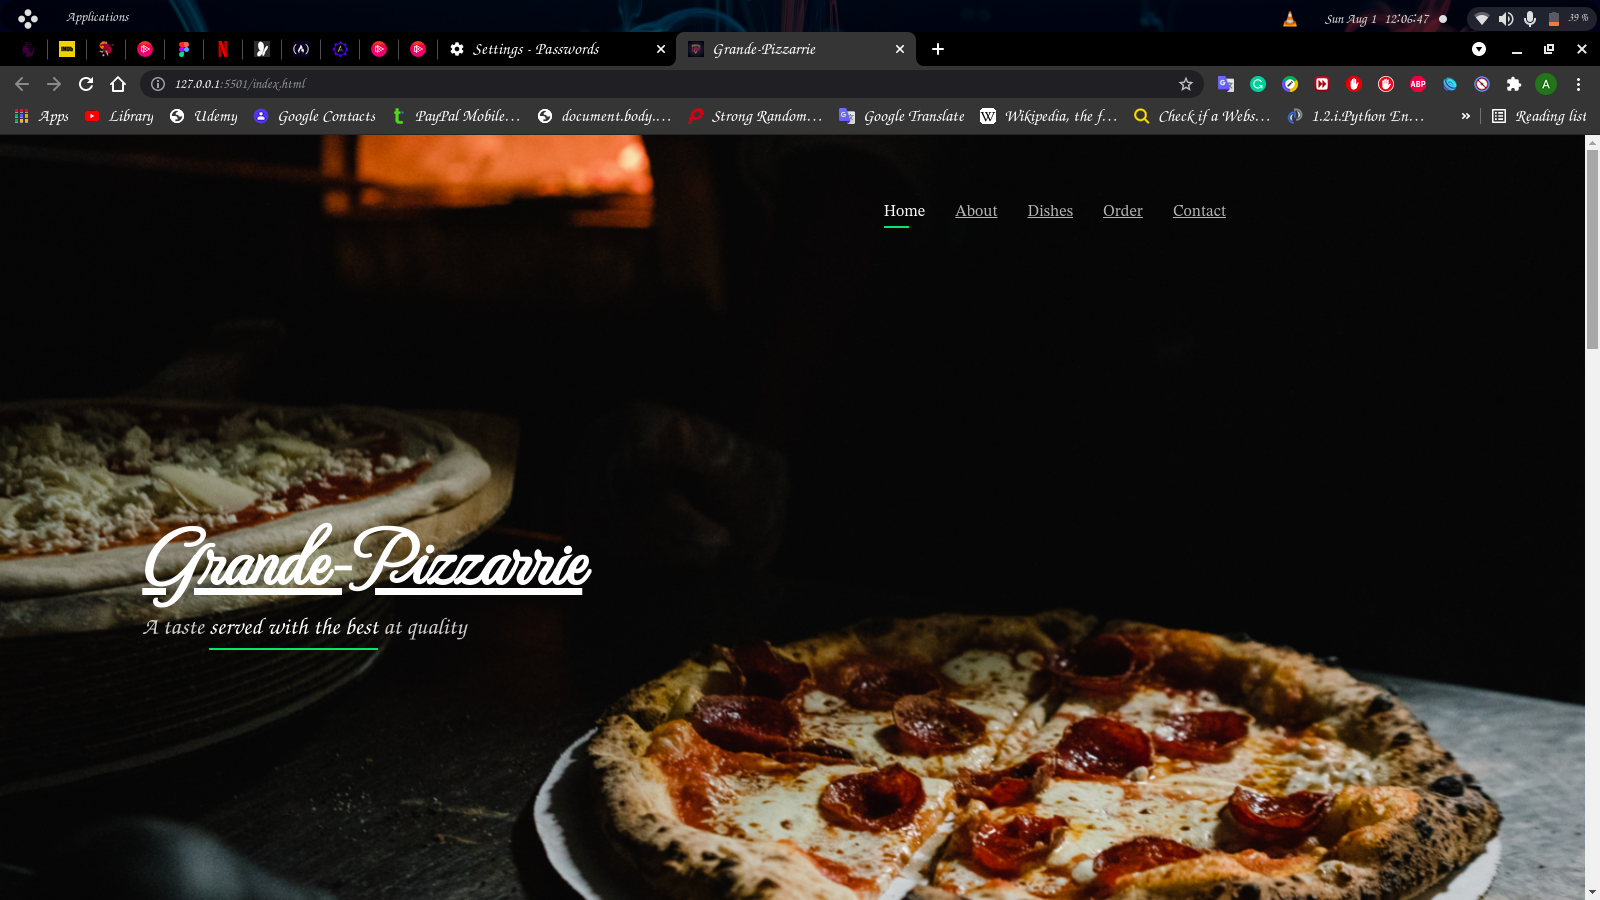 Applications
Sun Aug 1 12:06:47
39 %
IMDb
Settings - Passwords
Grande-Pizzarrie
127.0.0.1:5501/index.html
ABP
A
Apps
Library
Udemy
Google Contacts
PayPal Mobile...
document.body....
Strong Random...
Google Translate
Wikipedia, the f...
Check if a Webs...
1.2.i.Python En...
»
Reading list
Home
About
Dishes
Order
Contact
Grande-Pizzarrie
A taste served with the best at quality